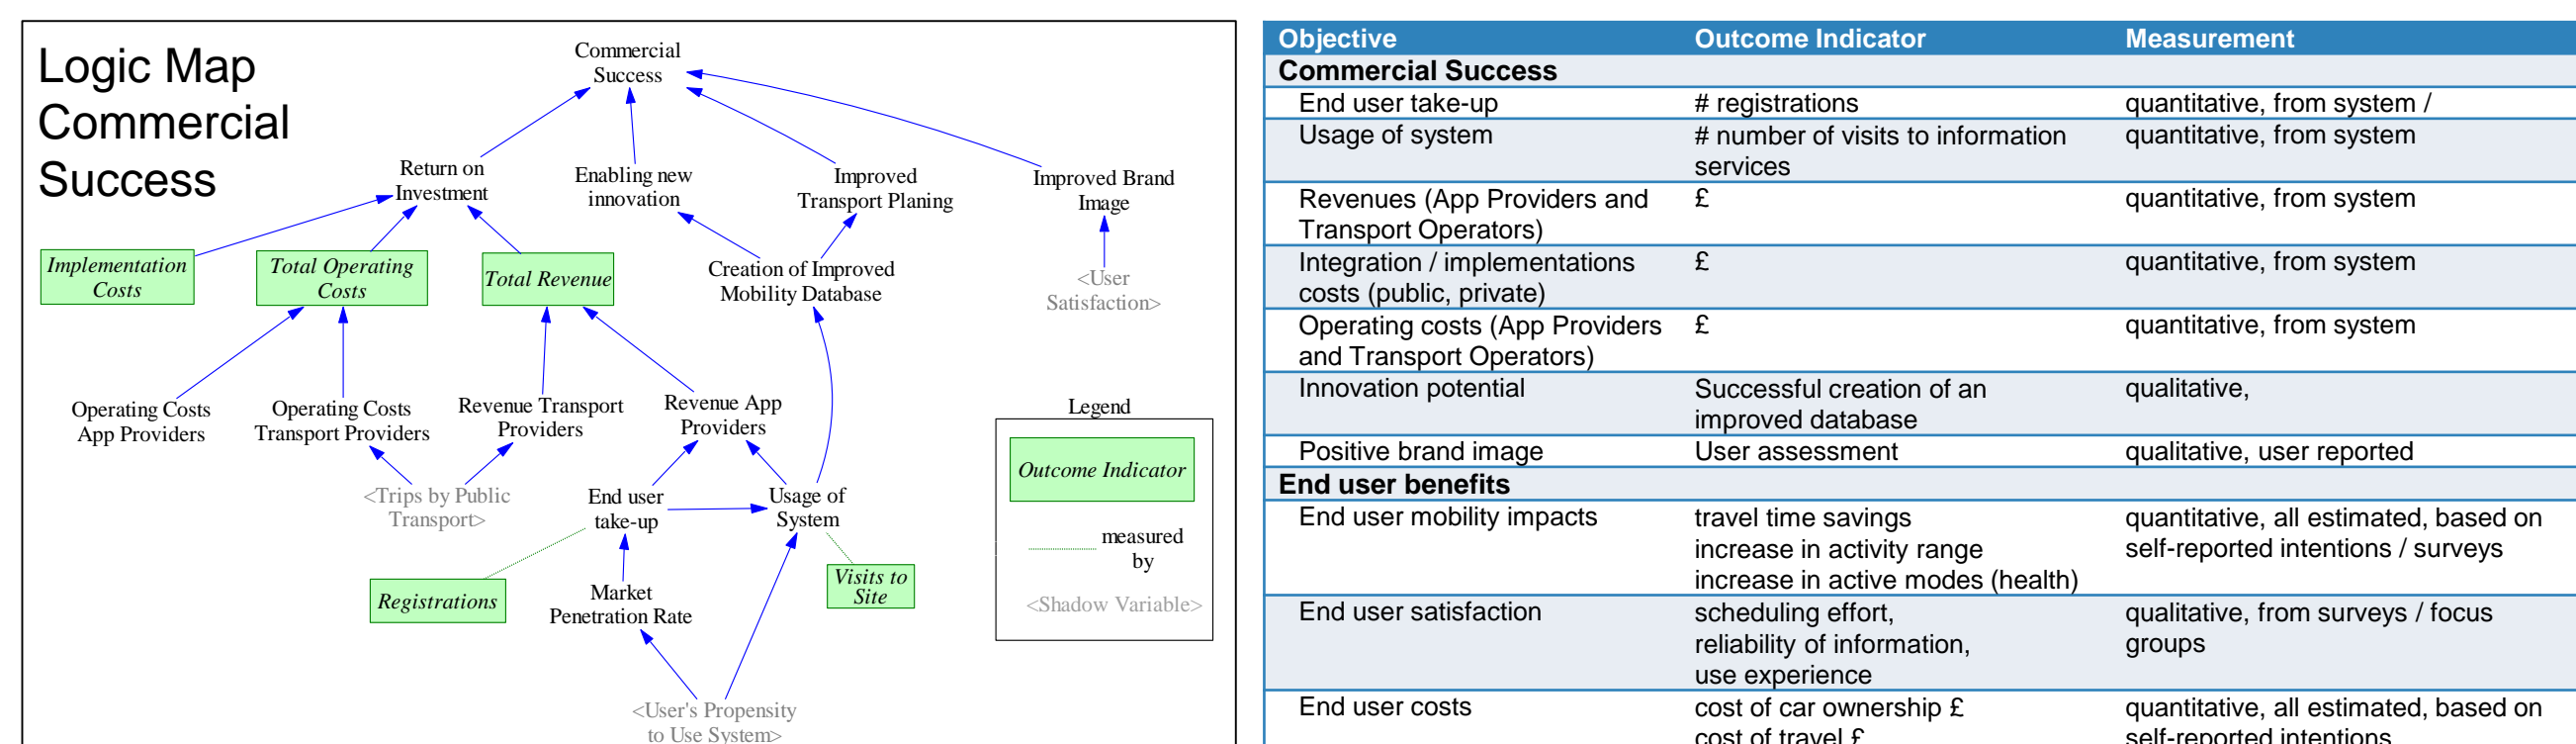 Logic Map
Commercial
Success
Commercial
Success
Return on
Investment
Enabling new
innovation
Improved
Transport Planing
Improved Brand
Image
Implementation
Costs
Total Operating
Costs
Total Revenue
Creation of Improved
Mobility Database
<User
Satisfaction>
Operating Costs
App Providers
Operating Costs
Transport Providers
Revenue Transport
Providers
Revenue App
Providers
<Trips by Public
Transport>
End user
take-up
Usage of
System
Registrations
Market
Penetration Rate
Visits to
Site
<User's Propensity
to Use System>
Legend
Outcome Indicator
measured
by
<Shadow Variable>
Objective Outcome Indicator Measurement
Commercial Success
End user take-up # registrations quantitative, from system /
Usage of system # number of visits to information quantitative, from system
services
Revenues (App Providers and £ quantitative, from system
Transport Operators)
Integration / implementations £ quantitative, from system
costs (public, private)
Operating costs (App Providers £ quantitative, from system
and Transport Operators)
Innovation potential Successful creation of an qualitative,
improved database
Positive brand image User assessment qualitative, user reported
End user benefits
End user mobility impacts travel time savings quantitative, all estimated, based on
increase in activity range self-reported intentions / surveys
increase in active modes (health)
End user satisfaction scheduling effort, qualitative, from surveys / focus
reliability of information, groups
use experience
End user costs cost of car ownership £ quantitative, all estimated, based on
cost of travel £ self-reported intentions